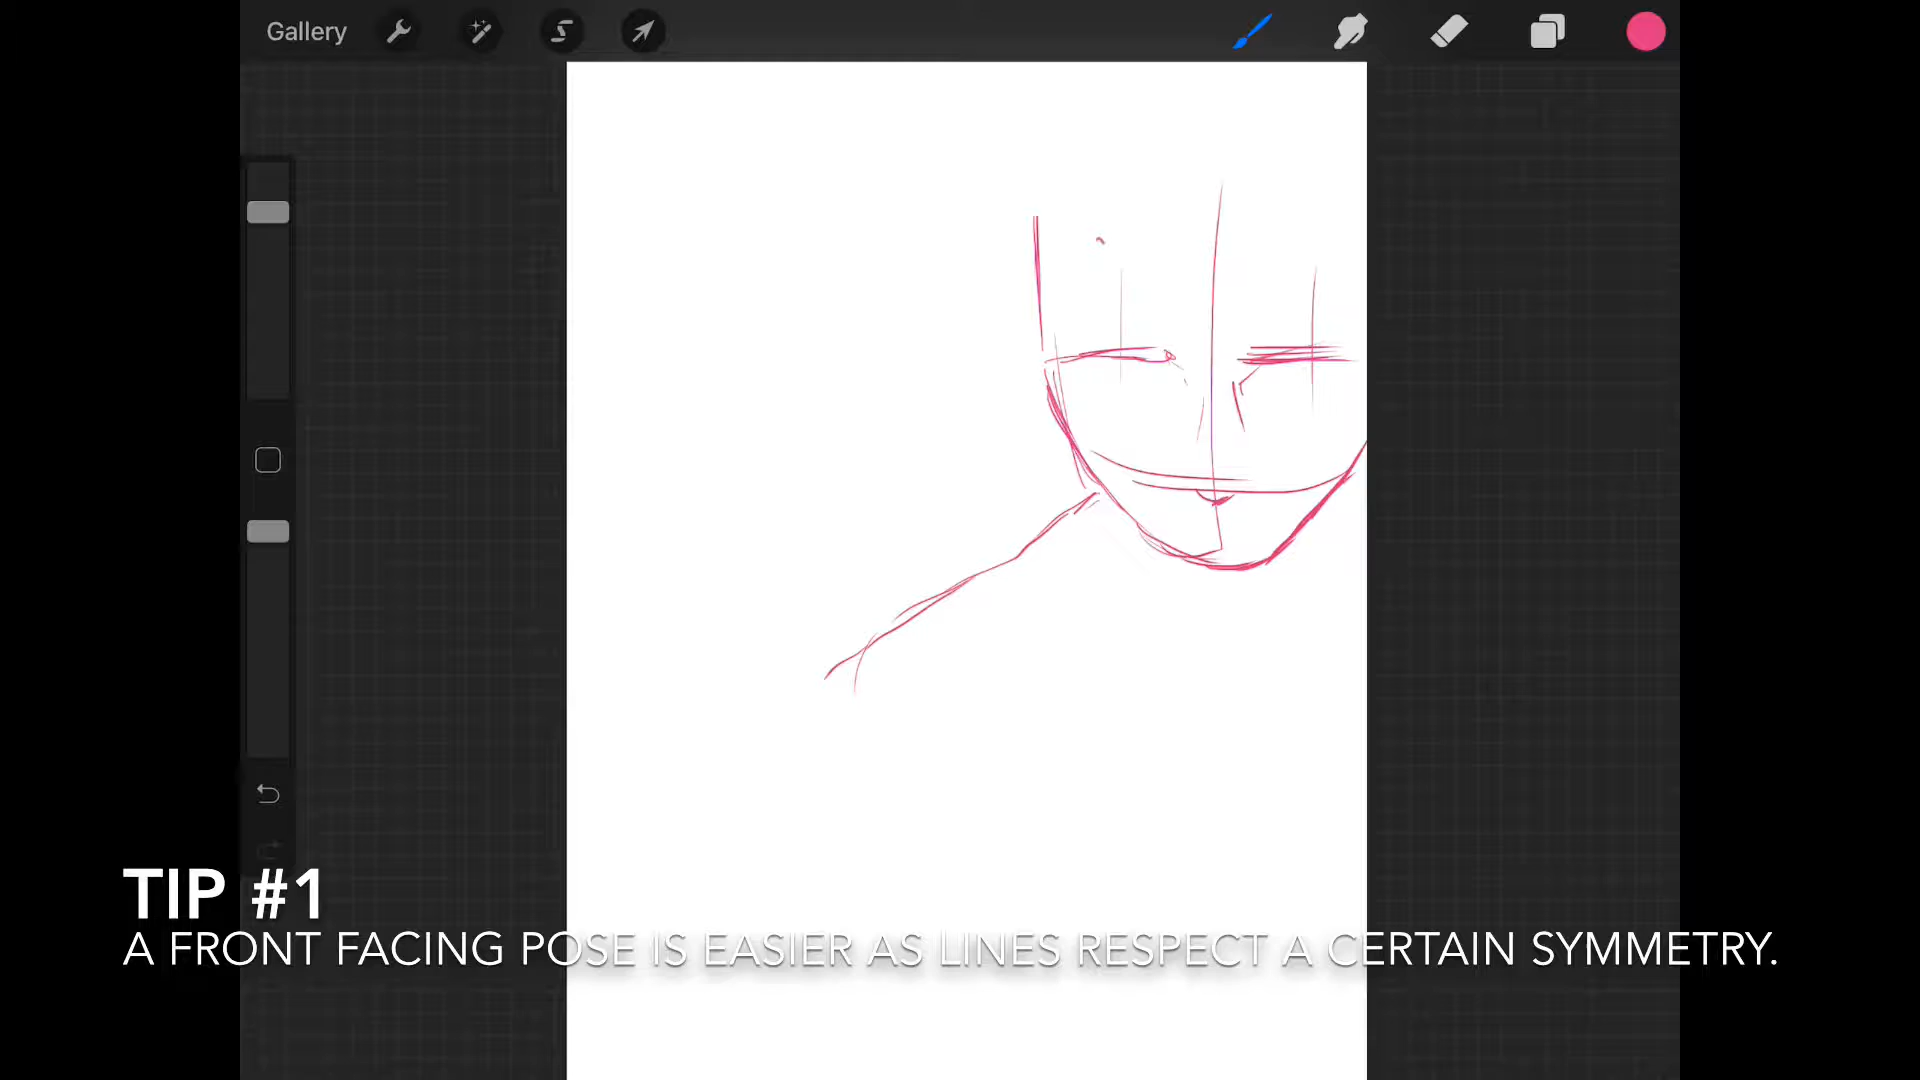 Gallery
TIP #1
A FRONT FACING POSE IS EASIER AS LINES RESPECT A CERTAIN SYMMETRY.